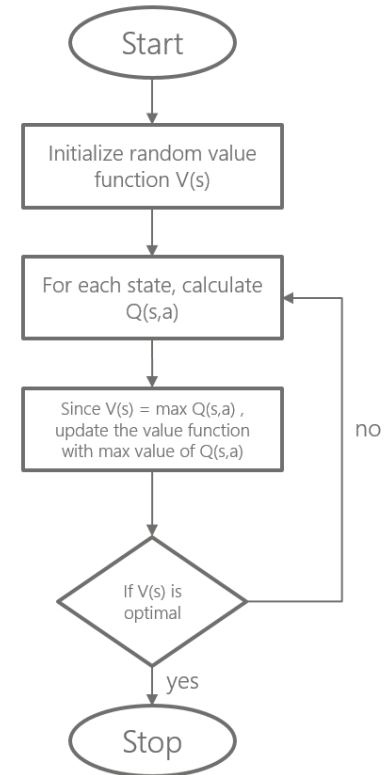 Start
Initialize random value
function V(s)
For each state, calculate
Q(s,a)
Since V(s) = max Q(s,a) ,
update the value function
with max value of Q(s,a)
no
If V(s) is
optimal
yes
Stop